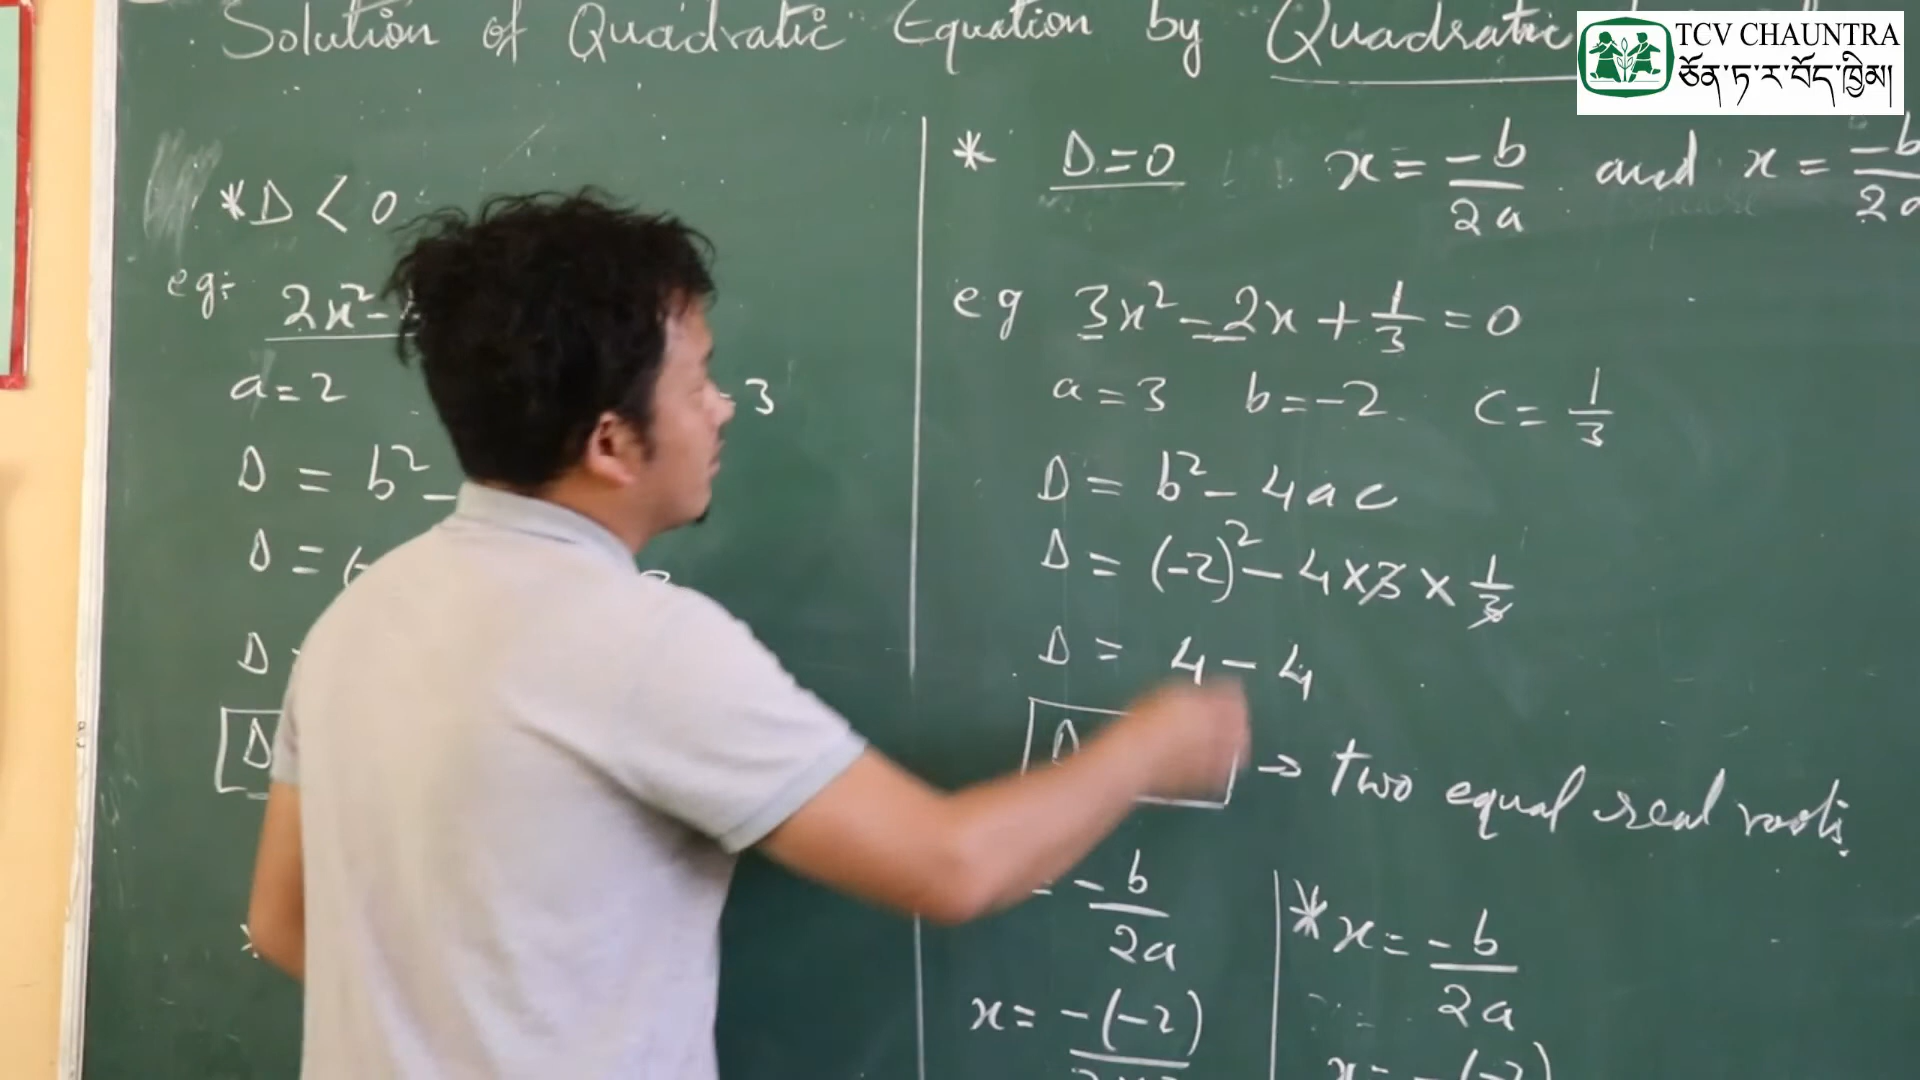 Solution of Quadratic Equation by Quadratic
TCV CHAUNTRA
ཅོན་ཏ་ར་བོད་ཁྱིམ།
* D < 0
eg:- 2x² -
a = 2 3
D = b² -
D = (-
D
D
* D = 0 x = -b/2a and x = -b/2a
eg 3x² - 2x + 1/3 = 0
a = 3 b = -2 c = 1/3
D = b² - 4ac
D = (-2)² - 4 × 3 × 1/3
D = 4 - 4
D → two equal real roots.
= -b/2a
x = -(-2)
* x = -b/2a
x = -(-2)